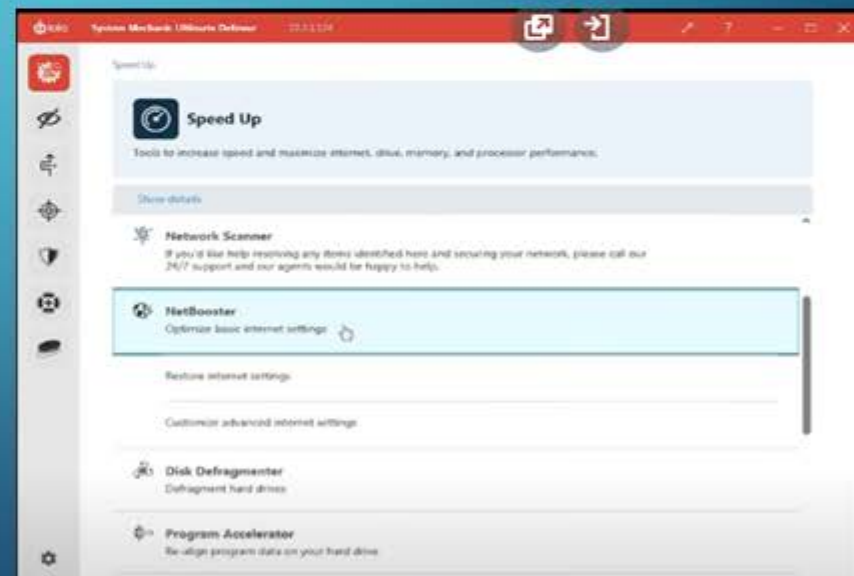 iolo System Mechanic Ultimate Defense
Speed Up
Speed Up
Tools to increase speed and maximize internet, drive, memory, and processor performance.
Show details
Network Scanner
If you'd like help resolving any items identified here and securing your network, please call our
24/7 support and our agents would be happy to help.
NetBooster
Optimize basic internet settings
Restore internet settings
Customize advanced internet settings
Disk Defragmenter
Defragment hard drives
Program Accelerator
Re-align program data on your hard drive